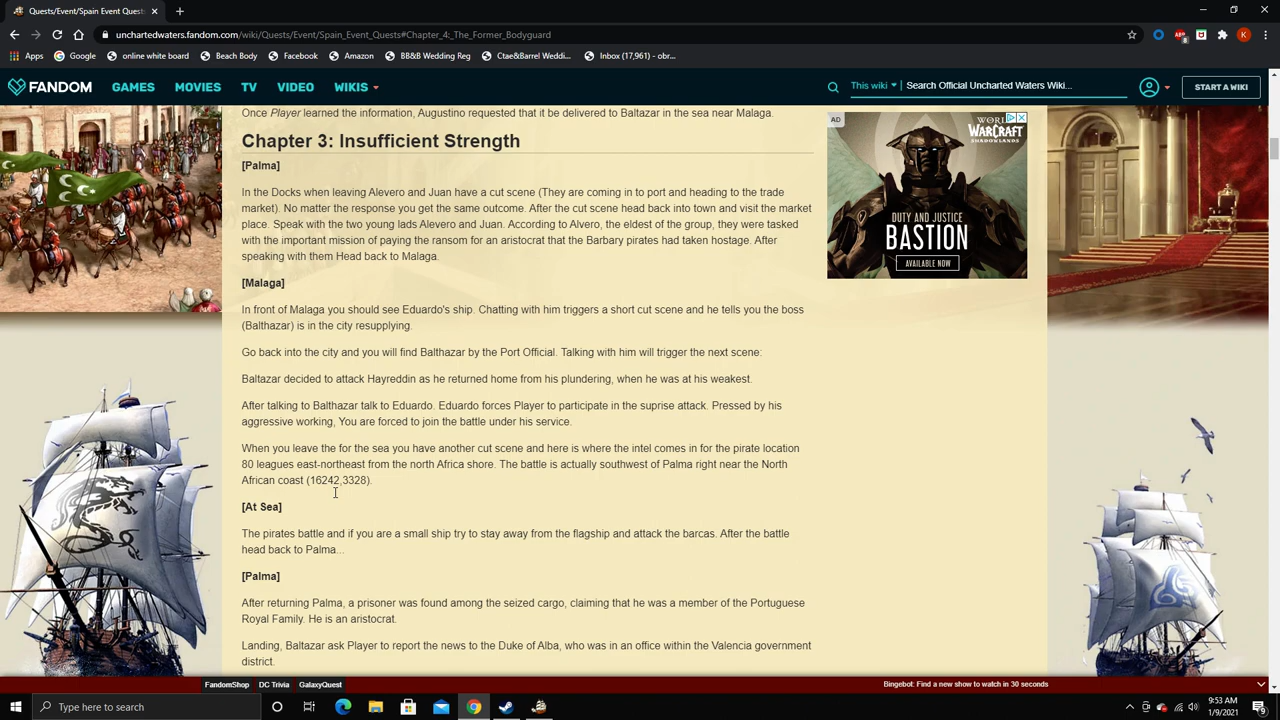 Quests/Event/Spain_Event_Quests
unchartedwaters.fandom.com/wiki/Quests/Event/Spain_Event_Quests#Chapter_4:_The_Former_Bodyguard
Apps Google online white board Beach Body Facebook Amazon BB&B Wedding Reg Ctae&Barrel Weddi... Inbox (17,961) - obr...
FANDOM GAMES MOVIES TV VIDEO WIKIS This wiki Search Official Uncharted Waters Wiki... START A WIKI
Once Player learned the information, Augustino requested that it be delivered to Baltazar in the sea near Malaga.
Chapter 3: Insufficient Strength
[Palma]
In the Docks when leaving Alevero and Juan have a cut scene (They are coming in to port and heading to the trade
market). No matter the response you get the same outcome. After the cut scene head back into town and visit the market
place. Speak with the two young lads Alevero and Juan. According to Alvero, the eldest of the group, they were tasked
with the important mission of paying the ransom for an aristocrat that the Barbary pirates had taken hostage. After
speaking with them Head back to Malaga.
[Malaga]
In front of Malaga you should see Eduardo's ship. Chatting with him triggers a short cut scene and he tells you the boss
(Balthazar) is in the city resupplying.
Go back into the city and you will find Balthazar by the Port Official. Talking with him will trigger the next scene:
Baltazar decided to attack Hayreddin as he returned home from his plundering, when he was at his weakest.
After talking to Balthazar talk to Eduardo. Eduardo forces Player to participate in the suprise attack. Pressed by his
aggressive working, You are forced to join the battle under his service.
When you leave the for the sea you have another cut scene and here is where the intel comes in for the pirate location
80 leagues east-northeast from the north Africa shore. The battle is actually southwest of Palma right near the North
African coast (16242,3328).
[At Sea]
The pirates battle and if you are a small ship try to stay away from the flagship and attack the barcas. After the battle
head back to Palma...
[Palma]
After returning Palma, a prisoner was found among the seized cargo, claiming that he was a member of the Portuguese
Royal Family. He is an aristocrat.
Landing, Baltazar ask Player to report the news to the Duke of Alba, who was in an office within the Valencia government
district.
AD
WORLD
WARCRAFT
SHADOWLANDS
DUTY AND JUSTICE
BASTION
AVAILABLE NOW
FandomShop DC Trivia GalaxyQuest Bingebot: Find a new show to watch in 30 seconds
Type here to search
9:53 AM
1/9/2021